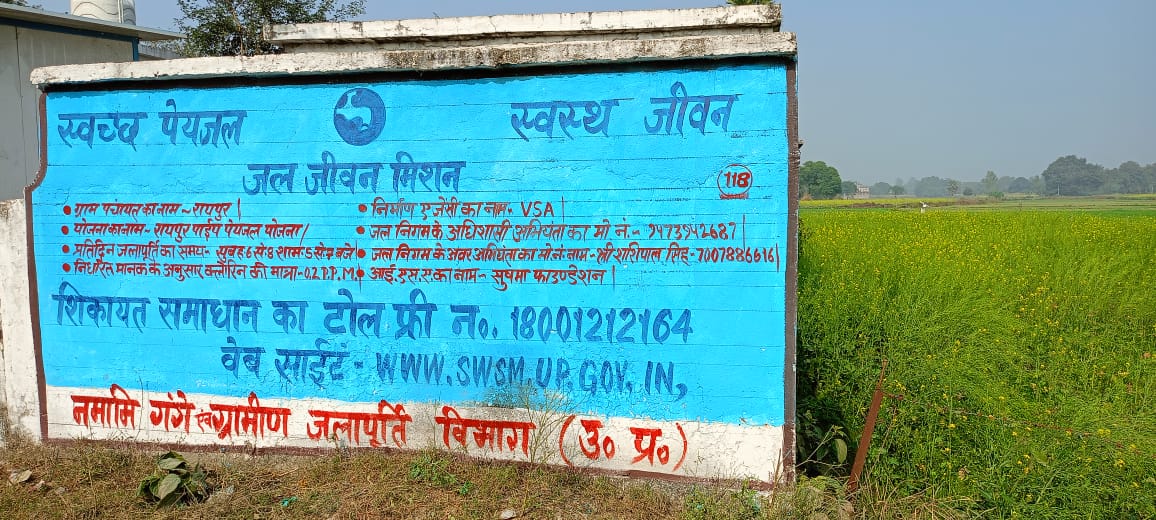 स्वच्छ पेयजल स्वस्थ जीवन
जल जीवन मिशन
118
• ग्राम पंचायत का नाम ~ रायपुर |
• योजना का नाम ~ रायपुर पाईप पेयजल योजना /
• प्रतिदिन जलापूर्ति का समय - सुबह 6 से 8 शाम 5 से 7 बजे |
• निर्धारित मानक के अनुसार क्लोरिन की मात्रा - 0.2 P.P.M.
• निर्माण एजेंसी का नाम - VSA |
• जल निगम के अधिशासी अभियंता का मो नं.- 9473942687 |
• जल निगम के अवर अभियंता का मो.नं. नाम - श्री शशिपाल सिंह - 7007886616 |
• आई.एस.ए का नाम - सुषमा फाउण्डेशन |
शिकायत समाधान का टोल फ्री नं.. 18001212164
वेब साईटं - WWW.SWSM.UP.GOV.IN,
नमामि गंगे एवं ग्रामीण जलापूर्ति विभाग (उ० प्र०)